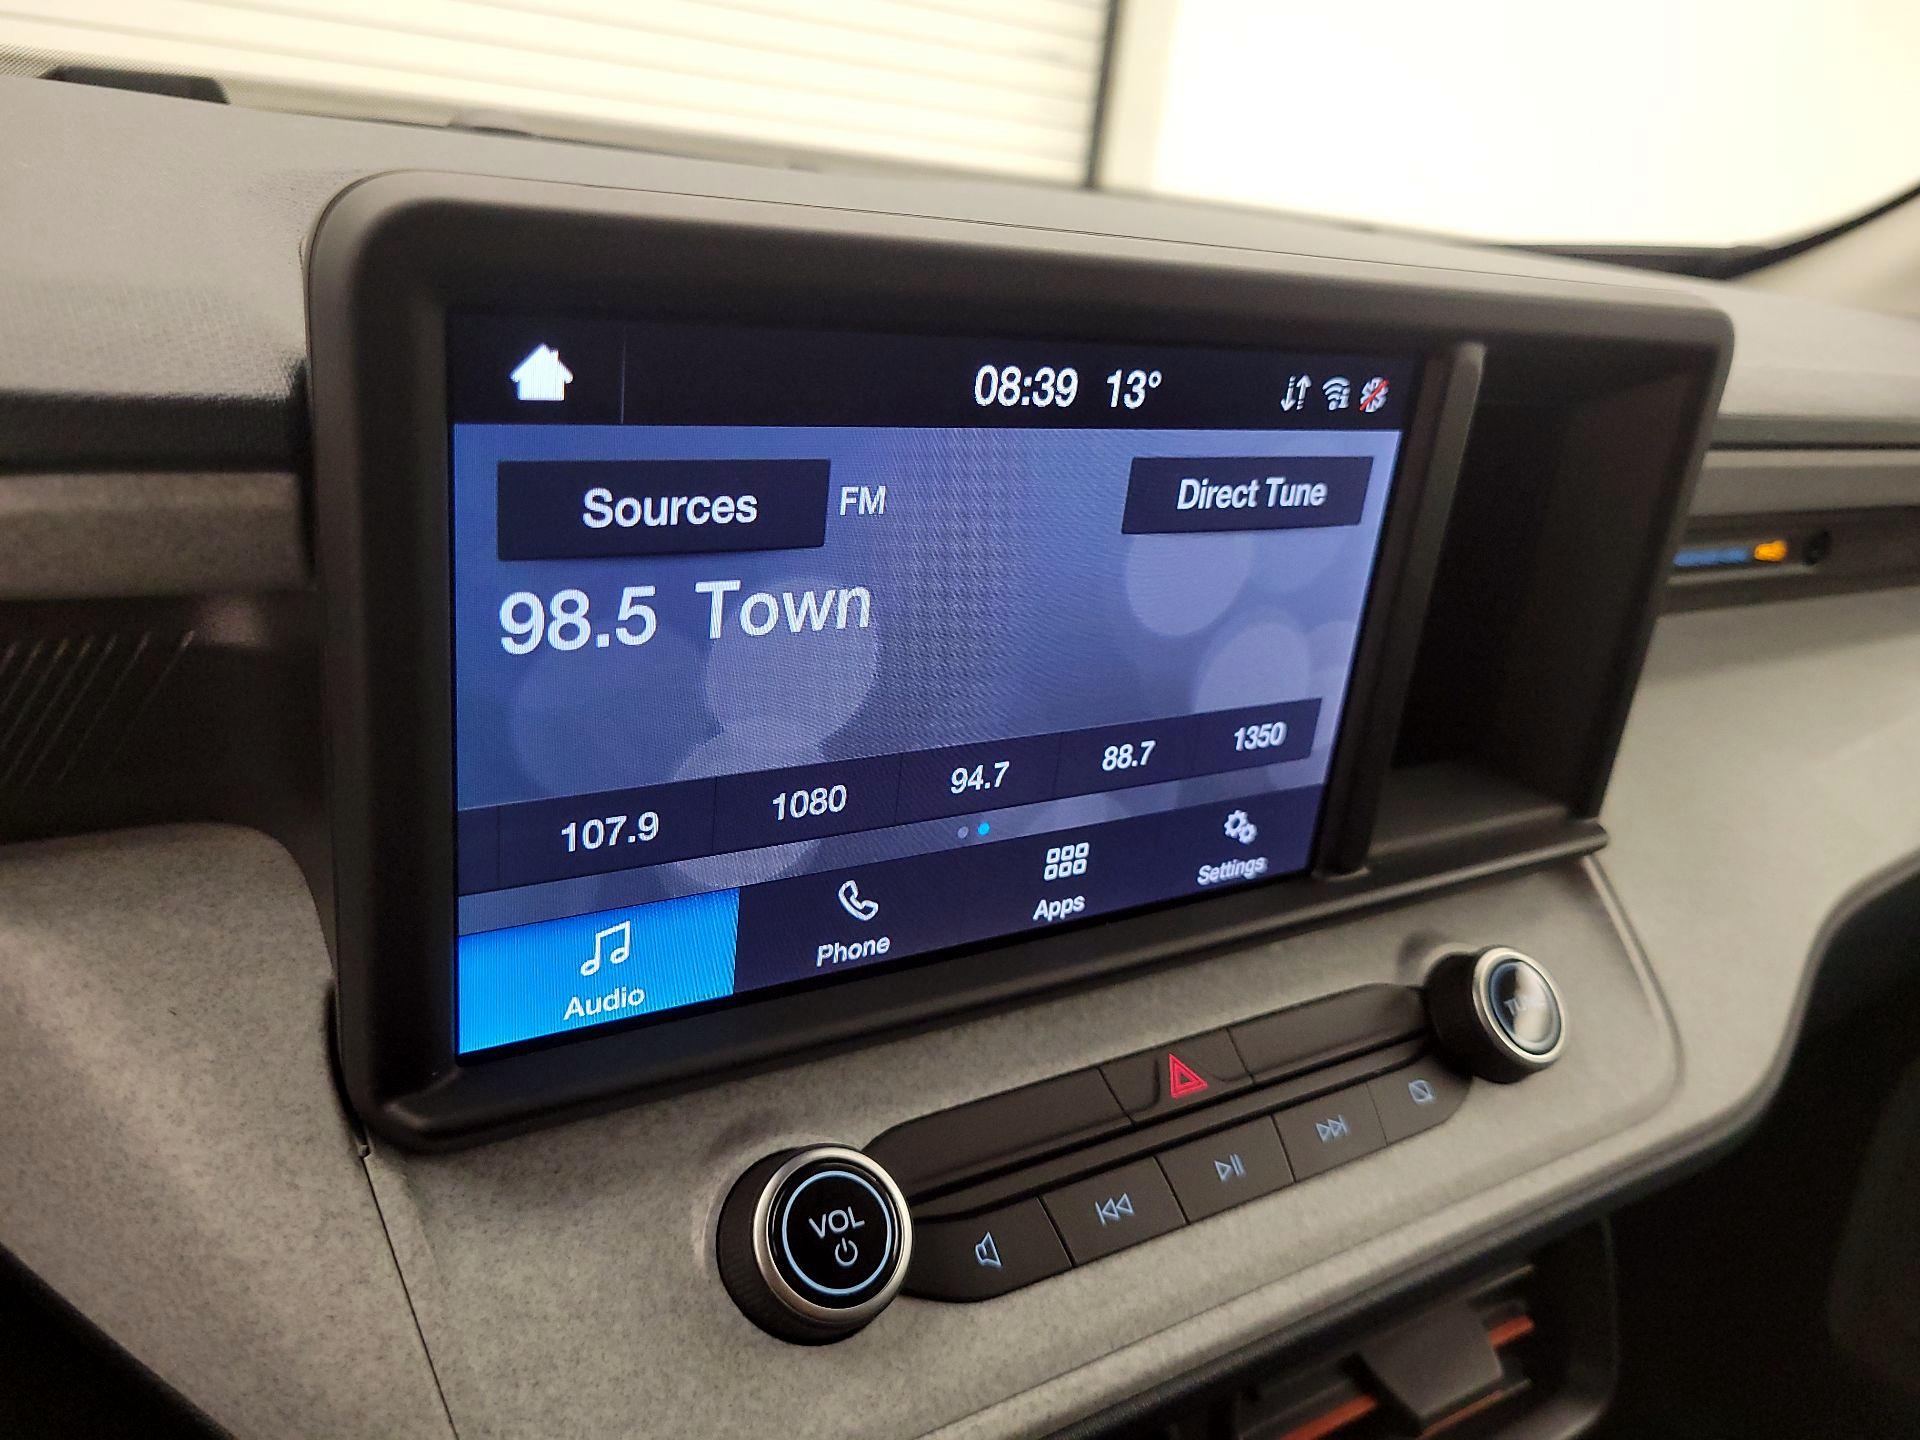 08:39 13°
Sources FM Direct Tune
98.5 Town
107.9 1080 94.7 88.7 1350
Audio Phone Apps Settings
VOL